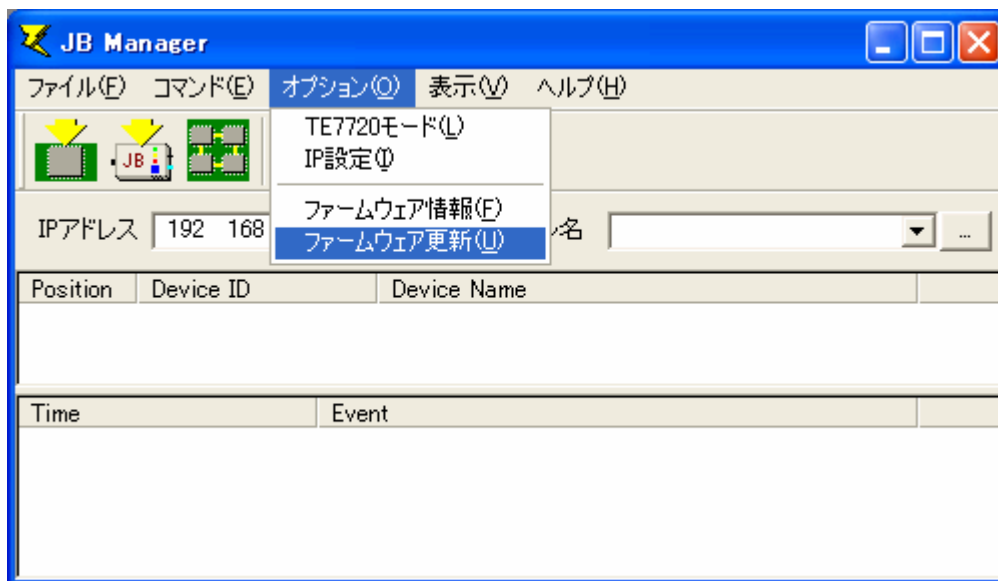 JB Manager
ファイル(F) コマンド(E) オプション(O) 表示(V) ヘルプ(H)
TE7720モード(L)
IP設定(I)
ファームウェア情報(F)
ファームウェア更新(U)
JB
IPアドレス 192 168 ル名 ...
Position Device ID Device Name
Time Event